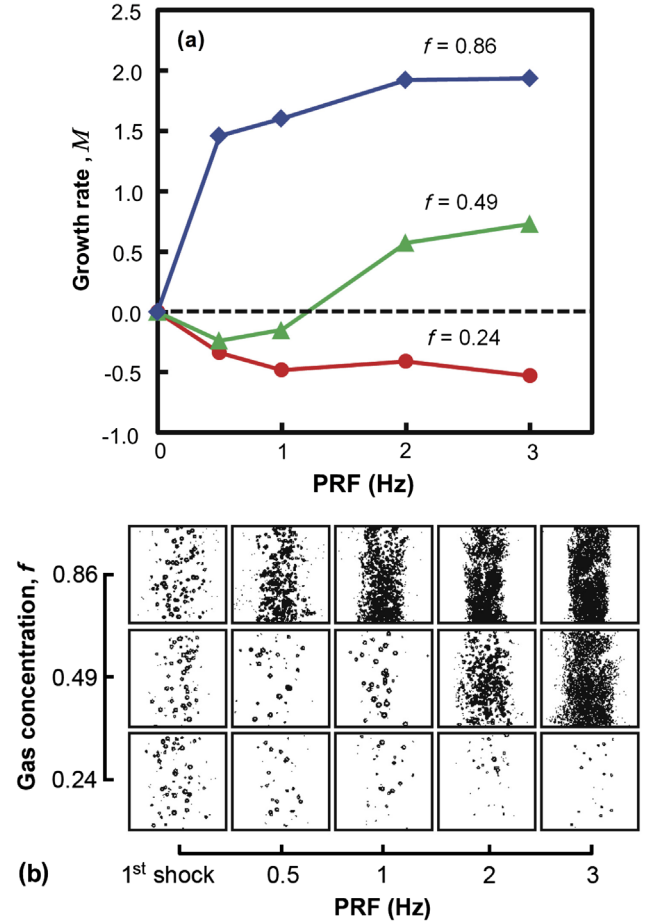 2.5
(a)
f = 0.86
2.0
1.5
Growth rate , M
1.0
f = 0.49
0.5
0.0
f = 0.24
-0.5
-1.0
0 1 2 3
PRF (Hz)
Gas concentration, f
0.86
0.49
0.24
(b)
1st shock 0.5 1 2 3
PRF (Hz)